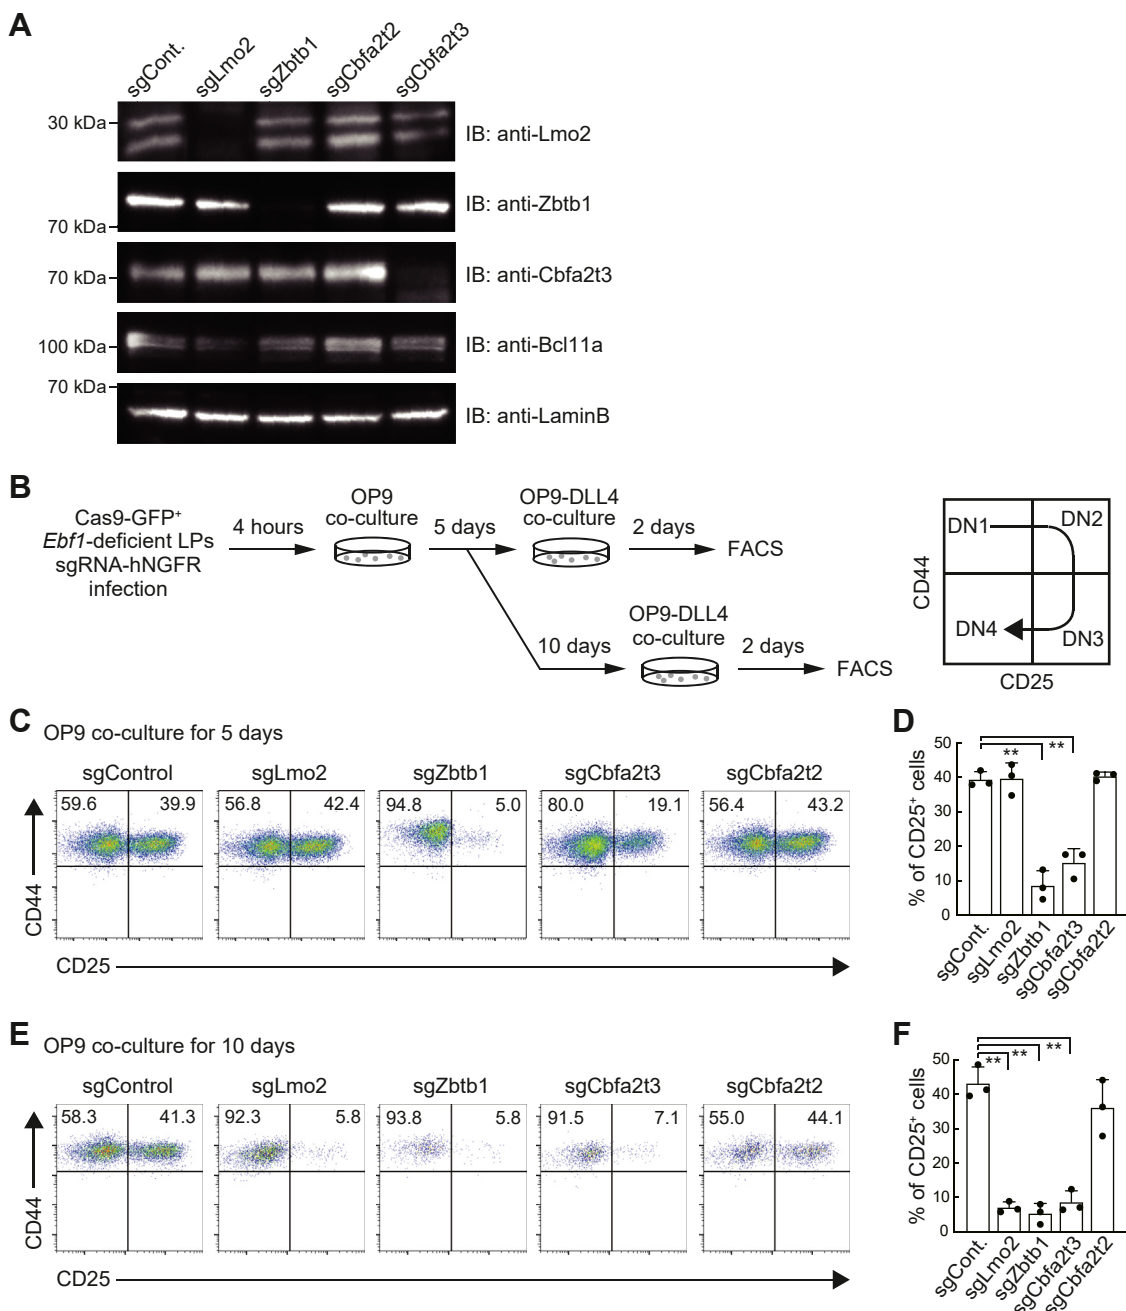 A
sgCont.
sgLmo2
sgZbtb1
sgCbfa2t2
sgCbfa2t3
30 kDa
IB: anti-Lmo2
IB: anti-Zbtb1
70 kDa
70 kDa
IB: anti-Cbfa2t3
100 kDa
IB: anti-Bcl11a
70 kDa
IB: anti-LaminB
B
Cas9-GFP+
Ebf1-deficient LPs
sgRNA-hNGFR
infection
4 hours
OP9
co-culture
5 days
OP9-DLL4
co-culture
2 days
FACS
10 days
OP9-DLL4
co-culture
2 days
FACS
CD44
DN1
DN2
DN4
DN3
CD25
C
OP9 co-culture for 5 days
sgControl
sgLmo2
sgZbtb1
sgCbfa2t3
sgCbfa2t2
59.6 39.9
56.8 42.4
94.8 5.0
80.0 19.1
56.4 43.2
CD44
CD25
D
% of CD25+ cells
50
40
30
20
10
0
**
**
sgCont.
sgLmo2
sgZbtb1
sgCbfa2t3
sgCbfa2t2
E
OP9 co-culture for 10 days
sgControl
sgLmo2
sgZbtb1
sgCbfa2t3
sgCbfa2t2
58.3 41.3
92.3 5.8
93.8 5.8
91.5 7.1
55.0 44.1
CD44
CD25
F
% of CD25+ cells
50
40
30
20
10
0
**
**
**
sgCont.
sgLmo2
sgZbtb1
sgCbfa2t3
sgCbfa2t2